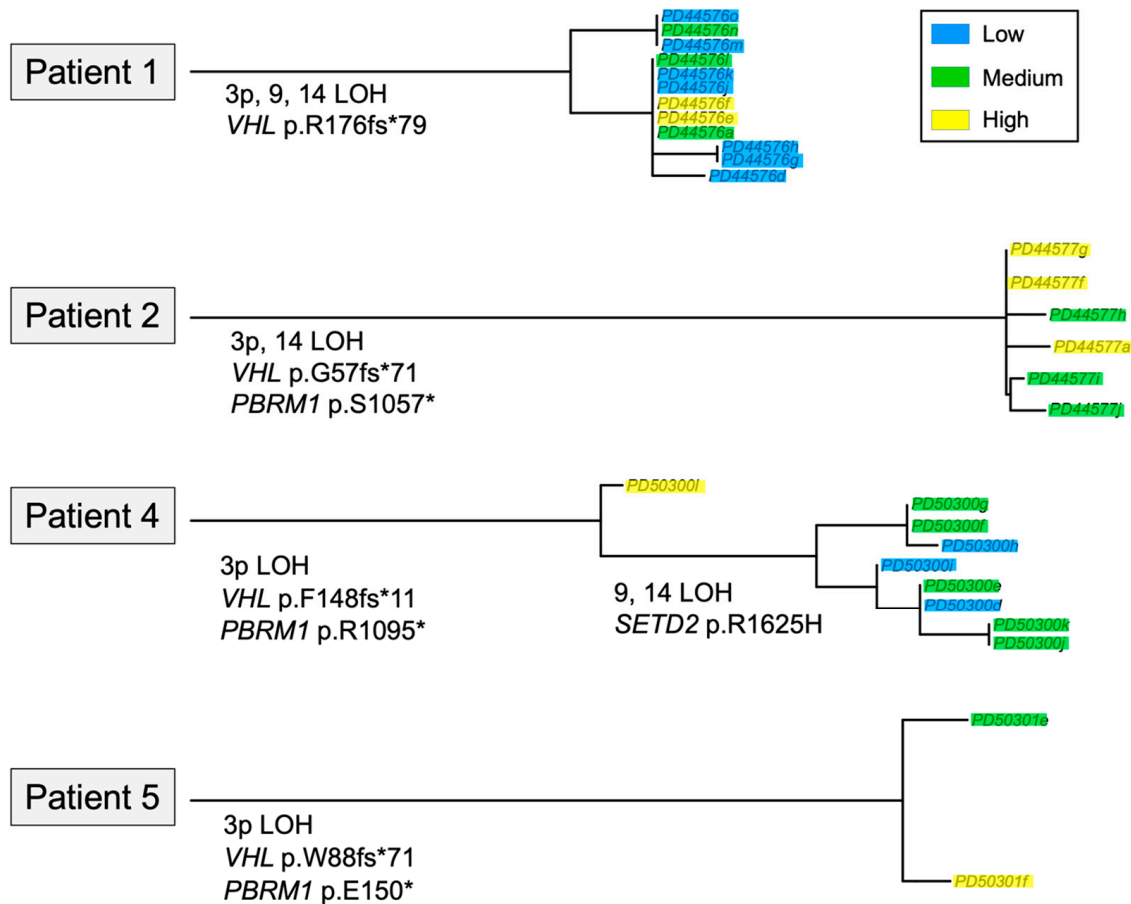 Patient 1
3p, 9, 14 LOH
VHL p.R176fs*79
PD44576o
PD44576n
PD44576m
PD44576l
PD44576k
PD44576j
PD44576f
PD44576e
PD44576a
PD44576h
PD44576g
PD44576d
Low
Medium
High
Patient 2
3p, 14 LOH
VHL p.G57fs*71
PBRM1 p.S1057*
PD44577g
PD44577f
PD44577h
PD44577a
PD44577i
PD44577j
Patient 4
3p LOH
VHL p.F148fs*11
PBRM1 p.R1095*
9, 14 LOH
SETD2 p.R1625H
PD50300l
PD50300g
PD50300f
PD50300h
PD50300i
PD50300e
PD50300d
PD50300k
PD50300j
Patient 5
3p LOH
VHL p.W88fs*71
PBRM1 p.E150*
PD50301e
PD50301f